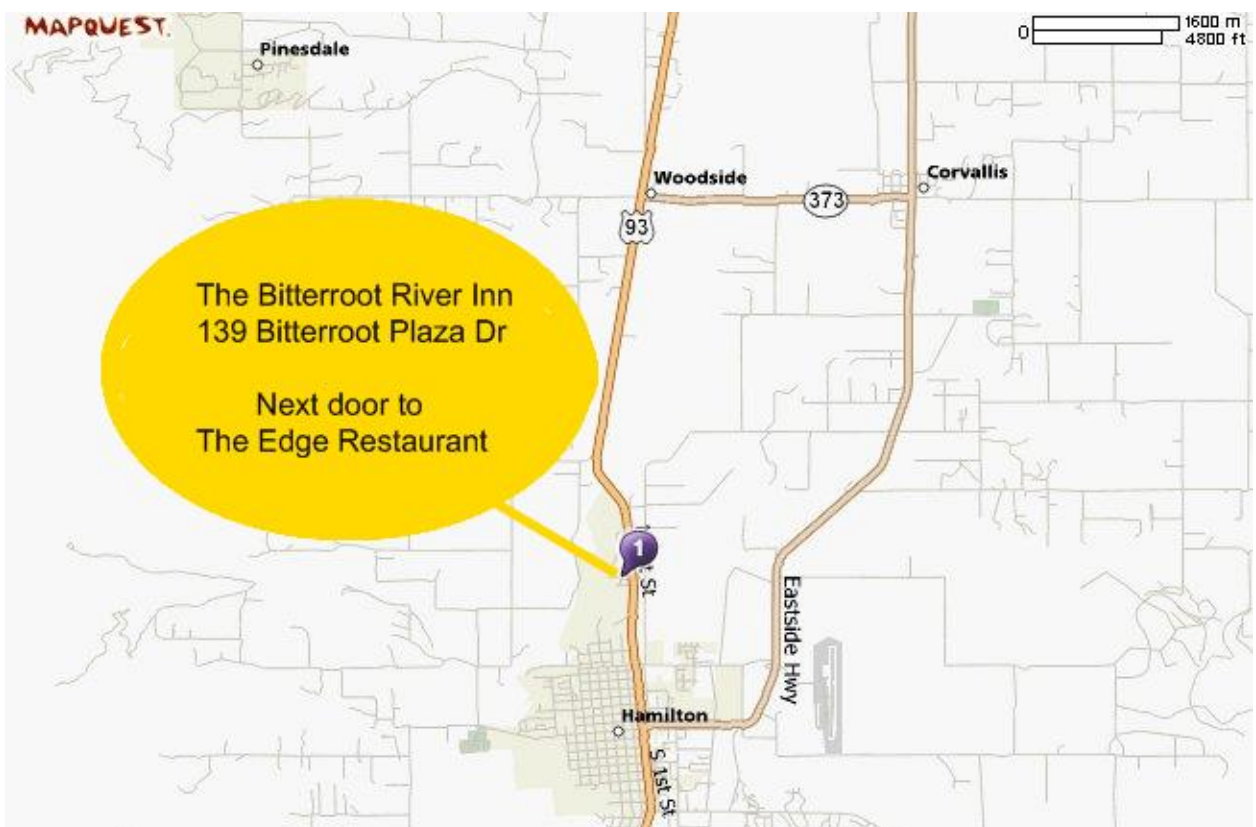 MAPQUEST.
0
1600 m
4800 ft
Pinesdale
Woodside
Corvallis
373
93
The Bitterroot River Inn
139 Bitterroot Plaza Dr
Next door to
The Edge Restaurant
1
St
Eastside Hwy
Hamilton
S 1st St